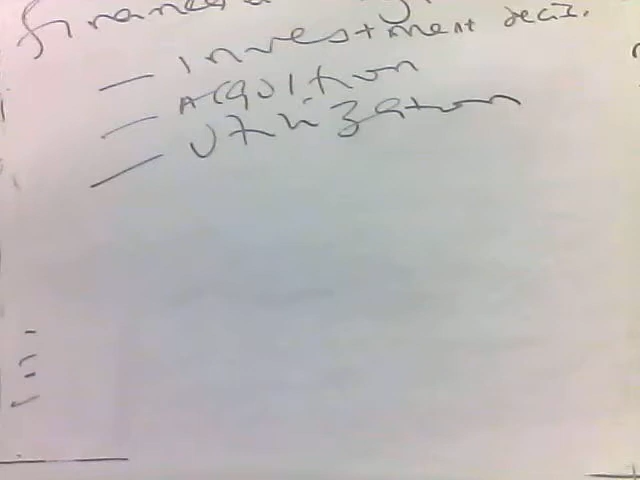 — investment deci.
— Acquition
— Utilization